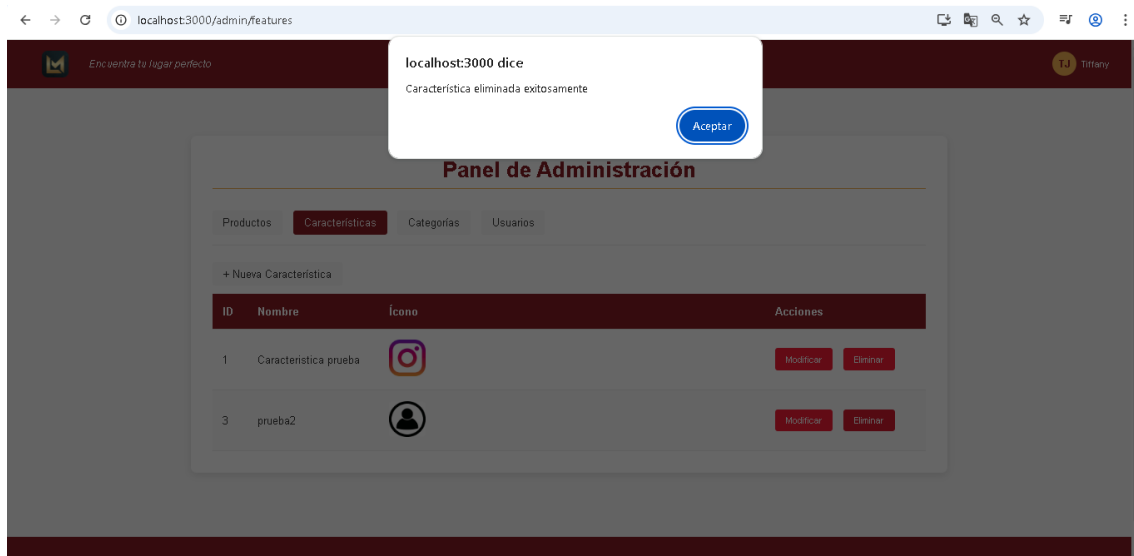 localhost:3000/admin/features
Encuentra tu lugar perfecto
TJ Tiffany
localhost:3000 dice
Característica eliminada exitosamente
Aceptar
Panel de Administración
Productos Características Categorías Usuarios
+ Nueva Característica
ID Nombre Ícono Acciones
1 Caracteristica prueba Modificar Eliminar
3 prueba2 Modificar Eliminar